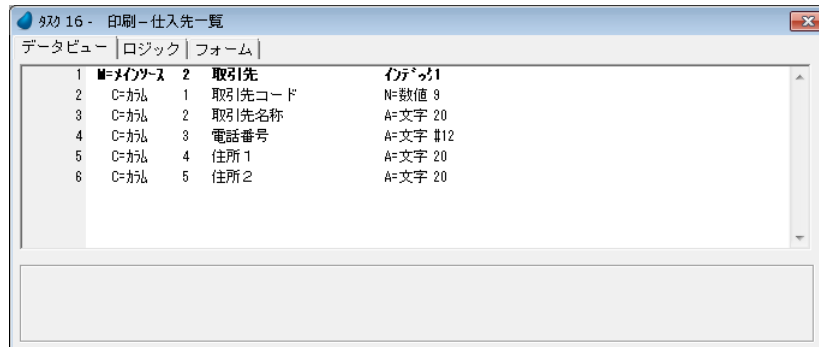 ﾀｽｸ 16 - 印刷－仕入先一覧
データビュー ロジック フォーム
1 M=ﾒｲﾝｿｰｽ 2 取引先 ｲﾝﾃﾞｯｸｽ1
2 C=ｶﾗﾑ 1 取引先コード N=数値 9
3 C=ｶﾗﾑ 2 取引先名称 A=文字 20
4 C=ｶﾗﾑ 3 電話番号 A=文字 #12
5 C=ｶﾗﾑ 4 住所１ A=文字 20
6 C=ｶﾗﾑ 5 住所２ A=文字 20